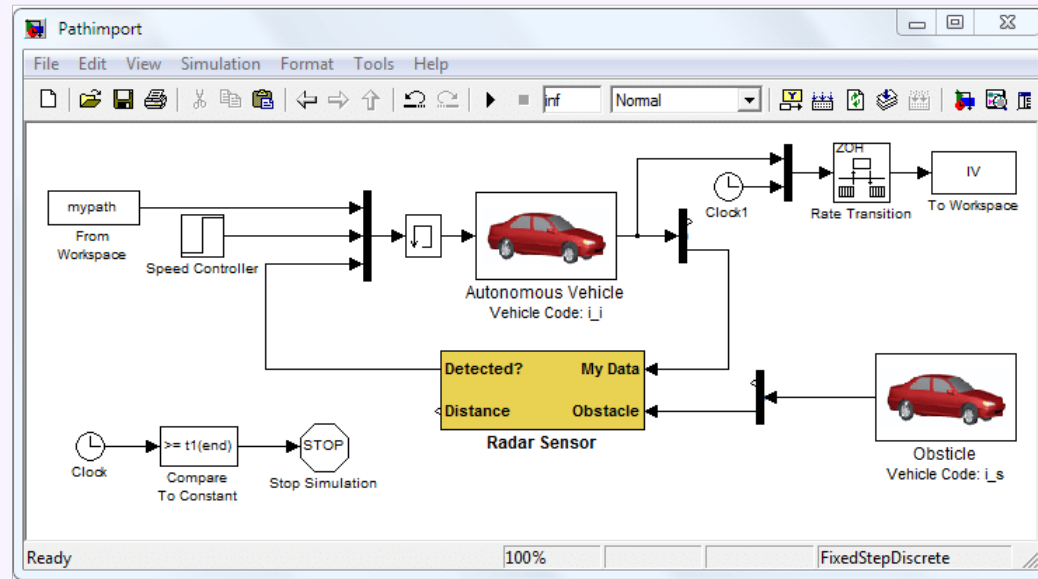 Pathimport
File Edit View Simulation Format Tools Help
inf Normal
ZOH
mypath
From
Workspace
Speed Controller
Autonomous Vehicle
Vehicle Code: i_i
Clock1
Rate Transition
IV
To Workspace
Detected? My Data
Distance Obstacle
Radar Sensor
Obsticle
Vehicle Code: i_s
Clock
>= t1(end)
Compare
To Constant
STOP
Stop Simulation
Ready 100% FixedStepDiscrete